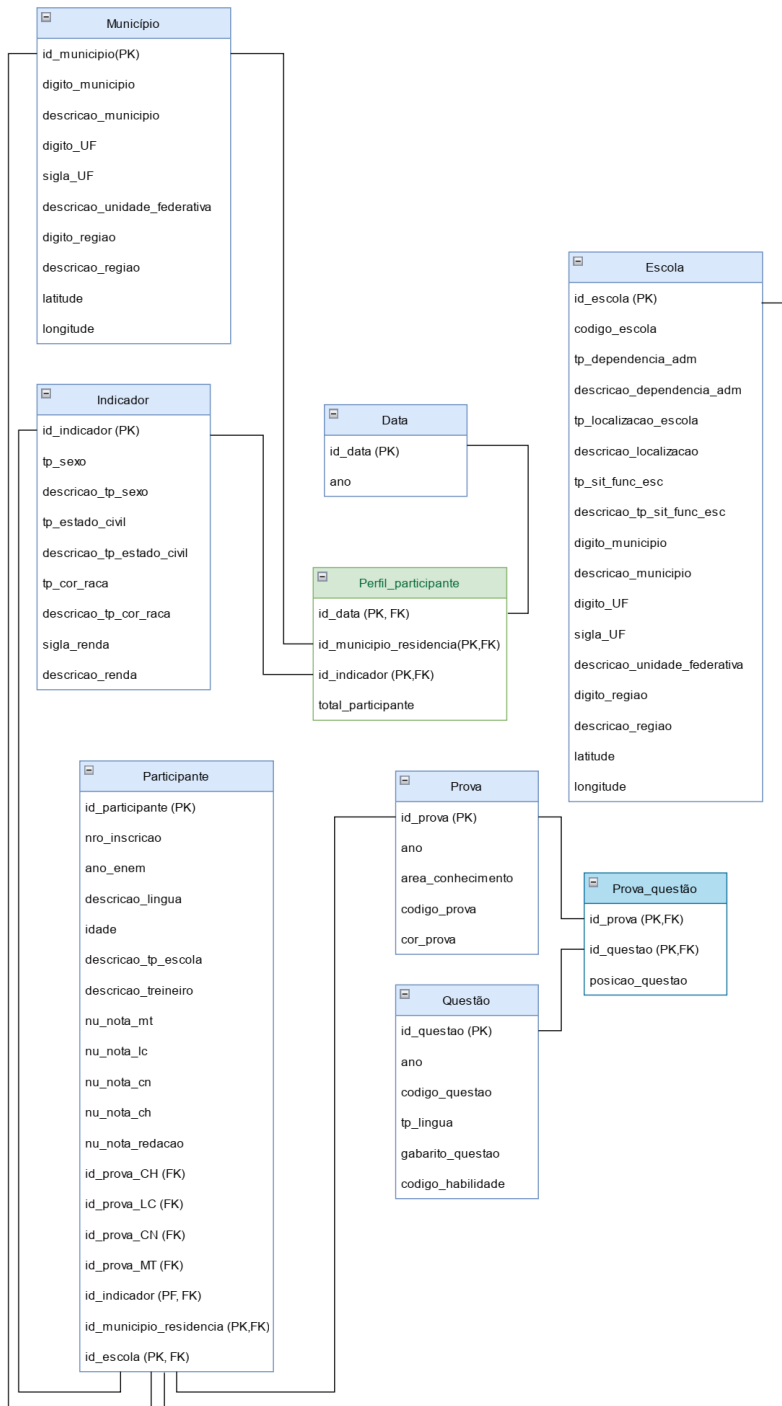 Município
id_municipio(PK)
digito_municipio
descricao_municipio
digito_UF
sigla_UF
descricao_unidade_federativa
digito_regiao
descricao_regiao
latitude
longitude
Escola
id_escola (PK)
codigo_escola
tp_dependencia_adm
descricao_dependencia_adm
tp_localizacao_escola
descricao_localizacao
tp_sit_func_esc
descricao_tp_sit_func_esc
digito_municipio
descricao_municipio
digito_UF
sigla_UF
descricao_unidade_federativa
digito_regiao
descricao_regiao
latitude
longitude
Indicador
id_indicador (PK)
tp_sexo
descricao_tp_sexo
tp_estado_civil
descricao_tp_estado_civil
tp_cor_raca
descricao_tp_cor_raca
sigla_renda
descricao_renda
Data
id_data (PK)
ano
Perfil_participante
id_data (PK, FK)
id_municipio_residencia(PK,FK)
id_indicador (PK,FK)
total_participante
Participante
id_participante (PK)
nro_inscricao
ano_enem
descricao_lingua
idade
descricao_tp_escola
descricao_treineiro
nu_nota_mt
nu_nota_lc
nu_nota_cn
nu_nota_ch
nu_nota_redacao
id_prova_CH (FK)
id_prova_LC (FK)
id_prova_CN (FK)
id_prova_MT (FK)
id_indicador (PF, FK)
id_municipio_residencia (PK,FK)
id_escola (PK, FK)
Prova
id_prova (PK)
ano
area_conhecimento
codigo_prova
cor_prova
Prova_questão
id_prova (PK,FK)
id_questao (PK,FK)
posicao_questao
Questão
id_questao (PK)
ano
codigo_questao
tp_lingua
gabarito_questao
codigo_habilidade